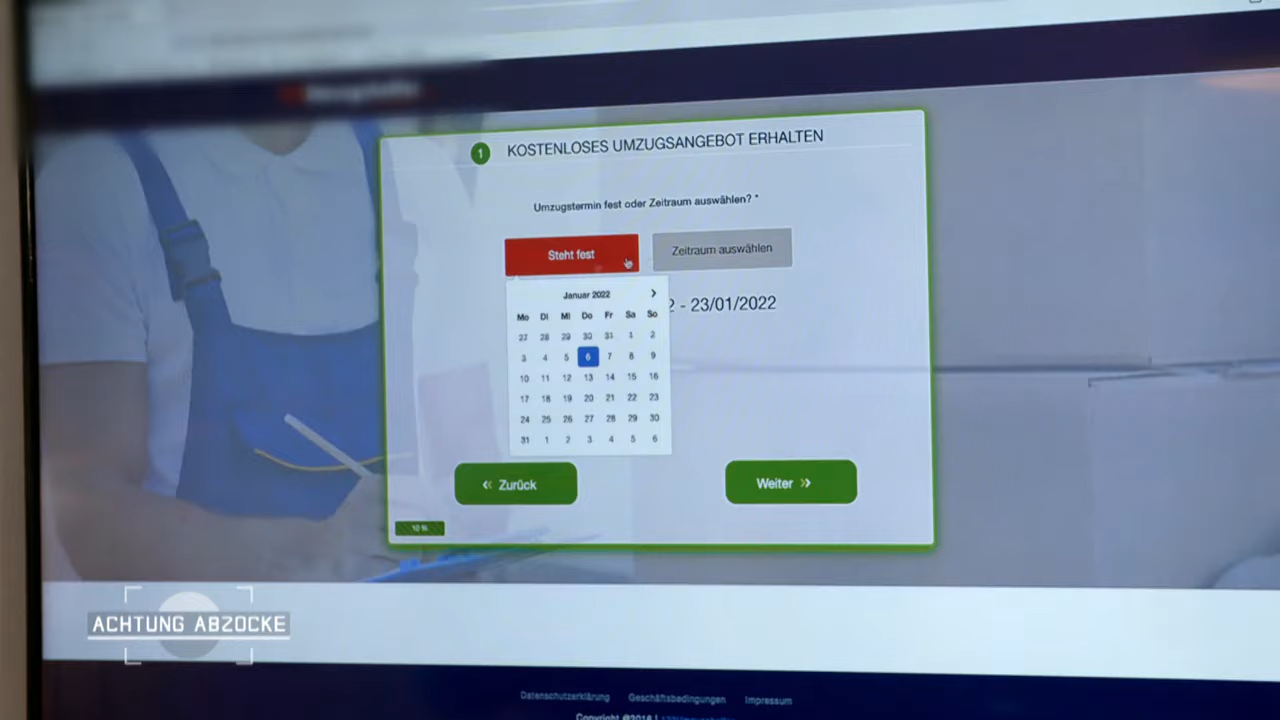 1 KOSTENLOSES UMZUGSANGEBOT ERHALTEN
Umzugstermin fest oder Zeitraum auswählen? *
Steht fest Zeitraum auswählen
Januar 2022
- 23/01/2022
Mo Di Mi Do Fr Sa So
27 28 29 30 31 1 2
3 4 5 6 7 8 9
10 11 12 13 14 15 16
17 18 19 20 21 22 23
24 25 26 27 28 29 30
31 1 2 3 4 5 6
« Zurück Weiter »
10 %
ACHTUNG ABZOCKE
Datenschutzerklärung Geschäftsbedingungen Impressum
Copyright